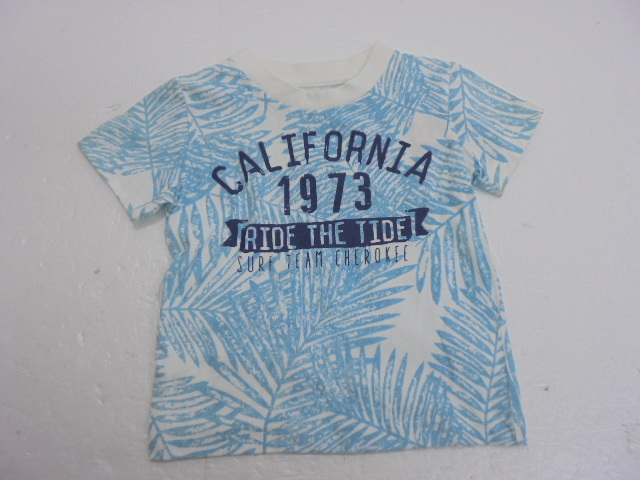 CALIFORNIA
1973
RIDE THE TIDE
SURF TEAM CHEROKEE